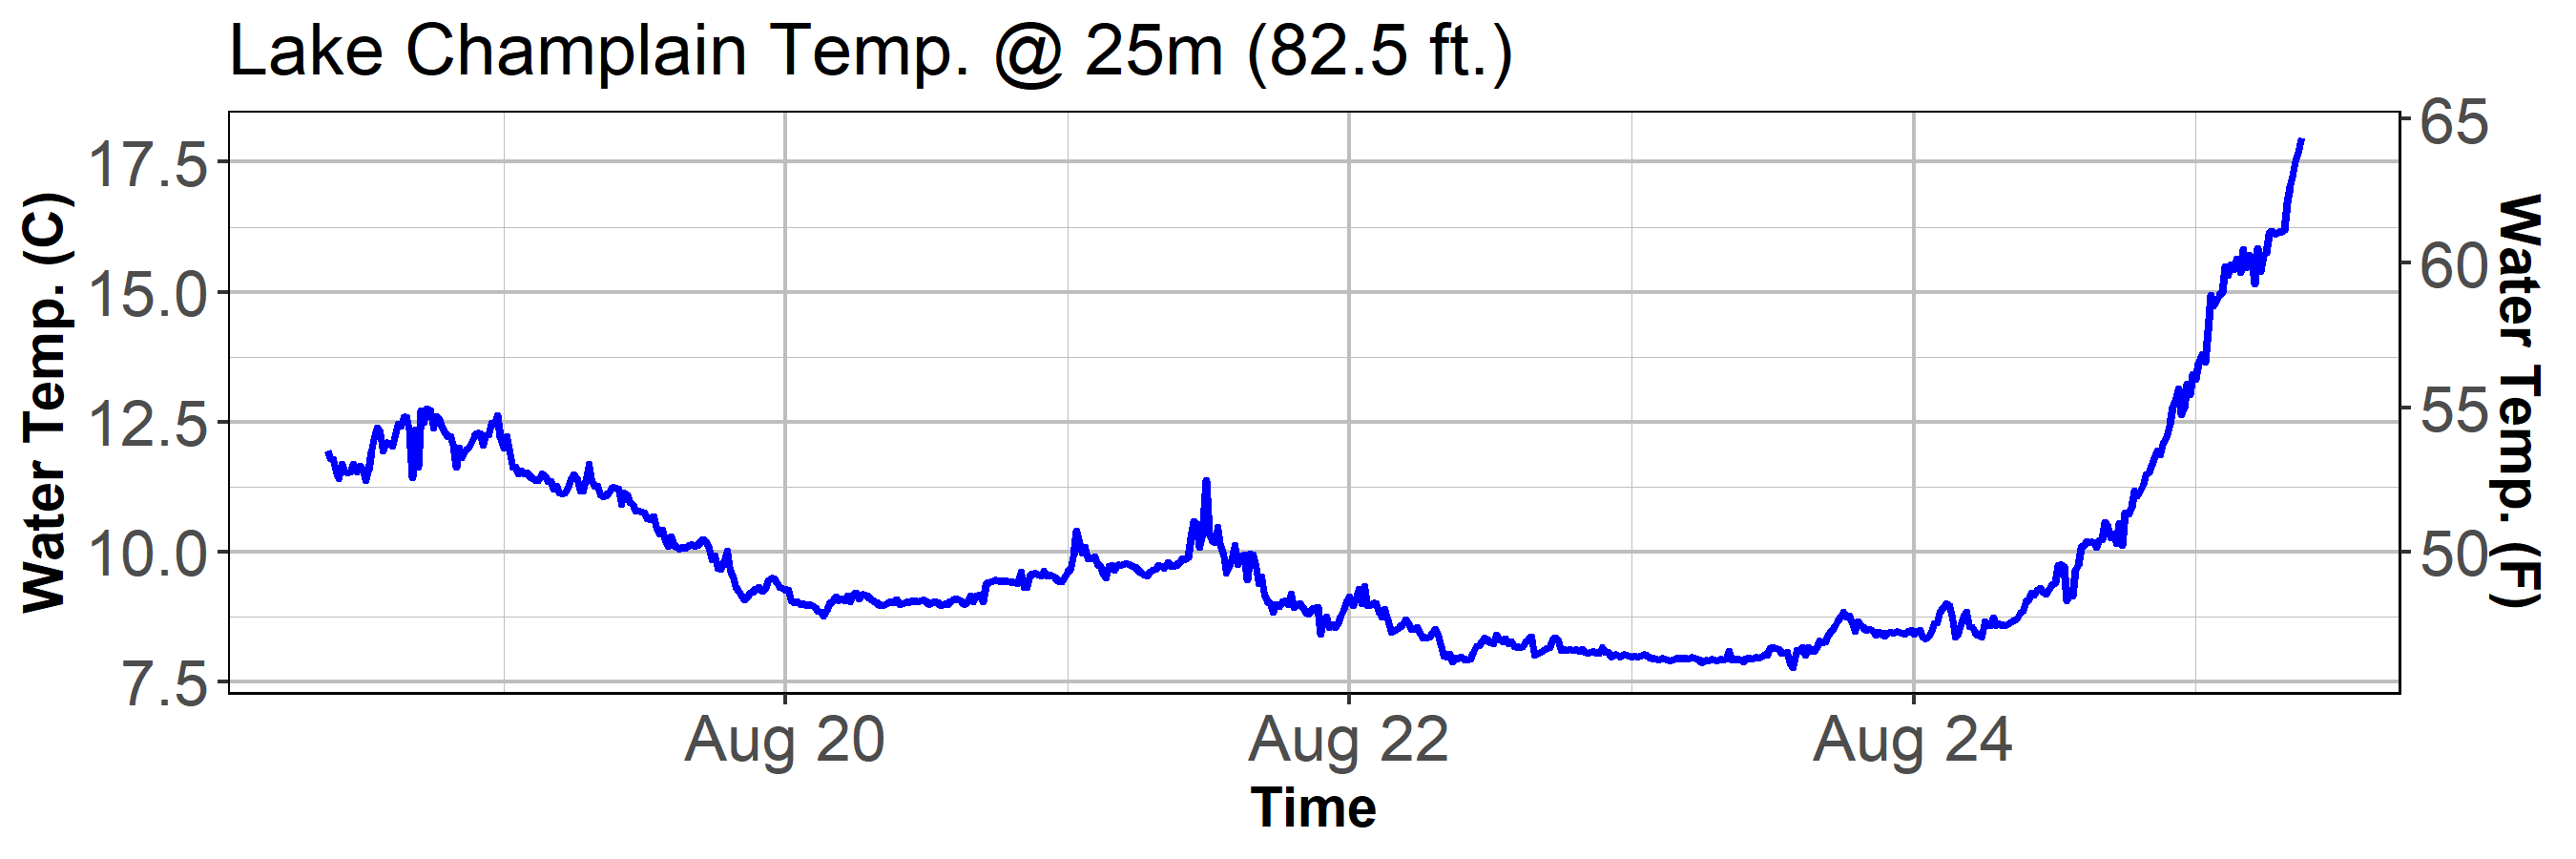 Lake Champlain Temp. @ 25m (82.5 ft.)
Water Temp. (C)
17.5
15.0
12.5
10.0
7.5
65
60
55
50
Water Temp. (F)
Aug 20
Aug 22
Aug 24
Time